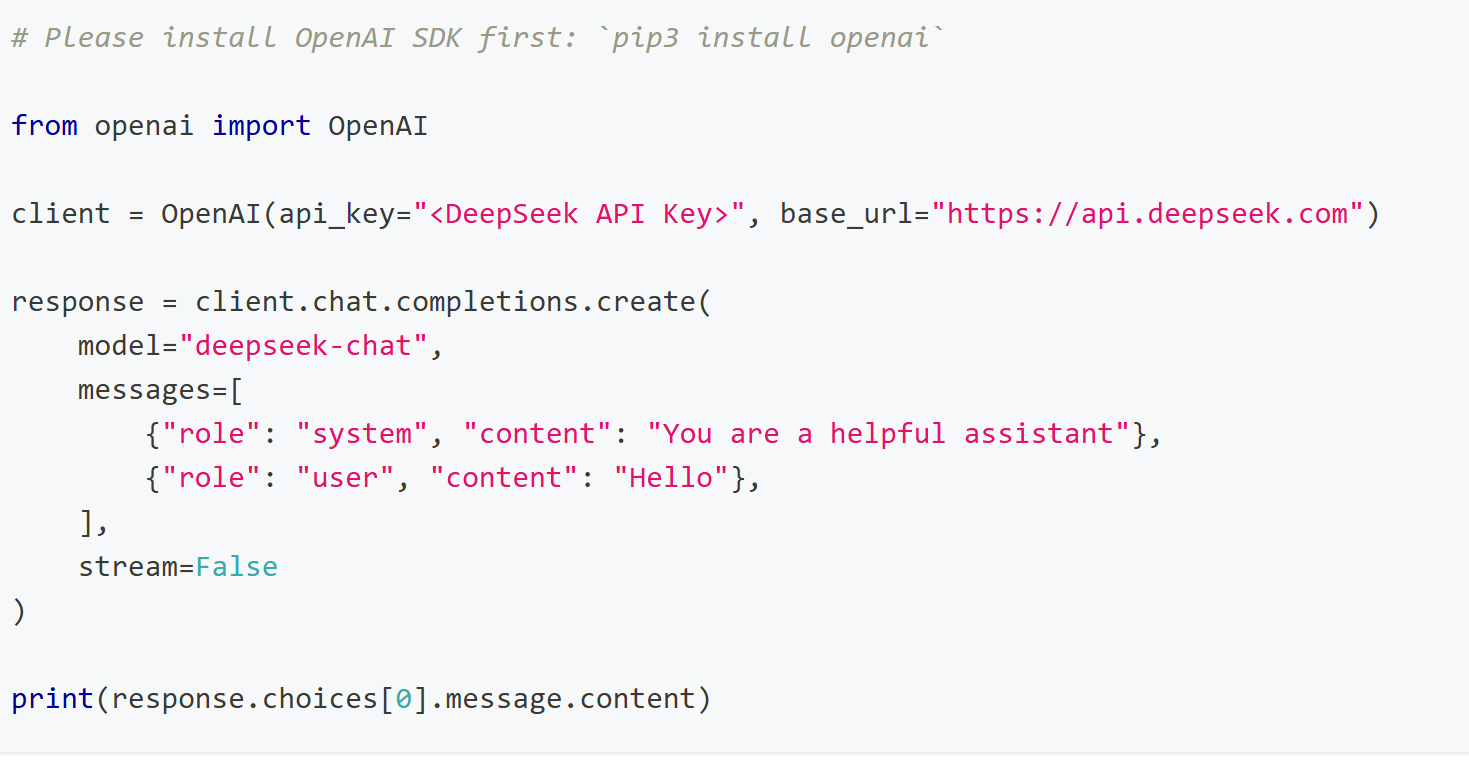 # Please install OpenAI SDK first: `pip3 install openai`
from openai import OpenAI
client = OpenAI(api_key="<DeepSeek API Key>", base_url="https://api.deepseek.com")
response = client.chat.completions.create(
    model="deepseek-chat",
    messages=[
        {"role": "system", "content": "You are a helpful assistant"},
        {"role": "user", "content": "Hello"},
    ],
    stream=False
)
print(response.choices[0].message.content)